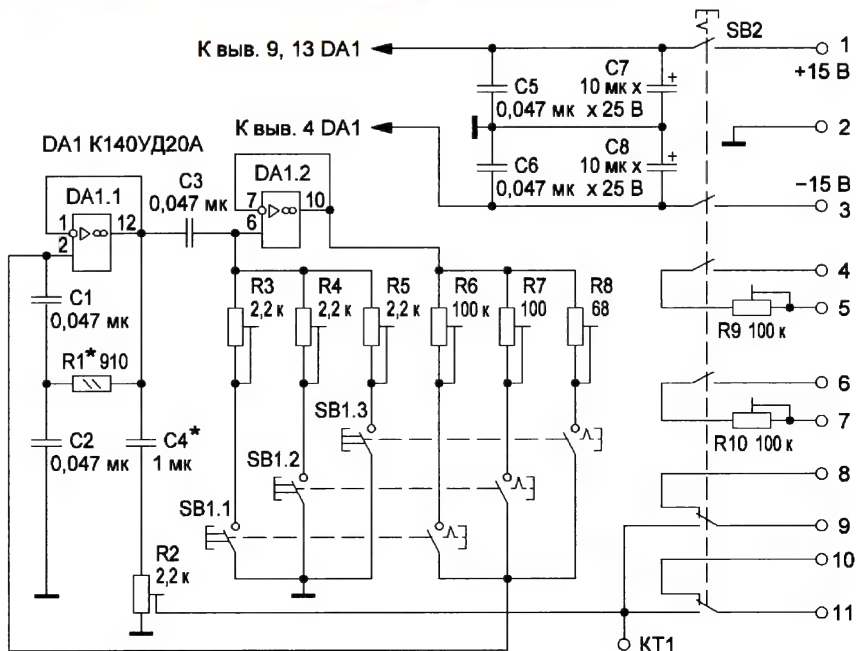 SB2
К выв. 9, 13 DA1
1
+15 В
C5
0,047 мк
C7
10 мк х
х 25 В
2
К выв. 4 DA1
C6
0,047 мк
C8
10 мк х
х 25 В
−15 В
3
DA1 К140УД20А
DA1.1
1
2
12
C3
0,047 мк
DA1.2
7
6
10
4
5
R9 100 к
C1
0,047 мк
R3
2,2 к
R4
2,2 к
R5
2,2 к
R6
100 к
R7
100
R8
68
R1* 910
6
7
R10 100 к
C2
0,047 мк
C4*
1 мк
SB1.3
SB1.2
SB1.1
8
9
10
11
R2
2,2 к
КТ1